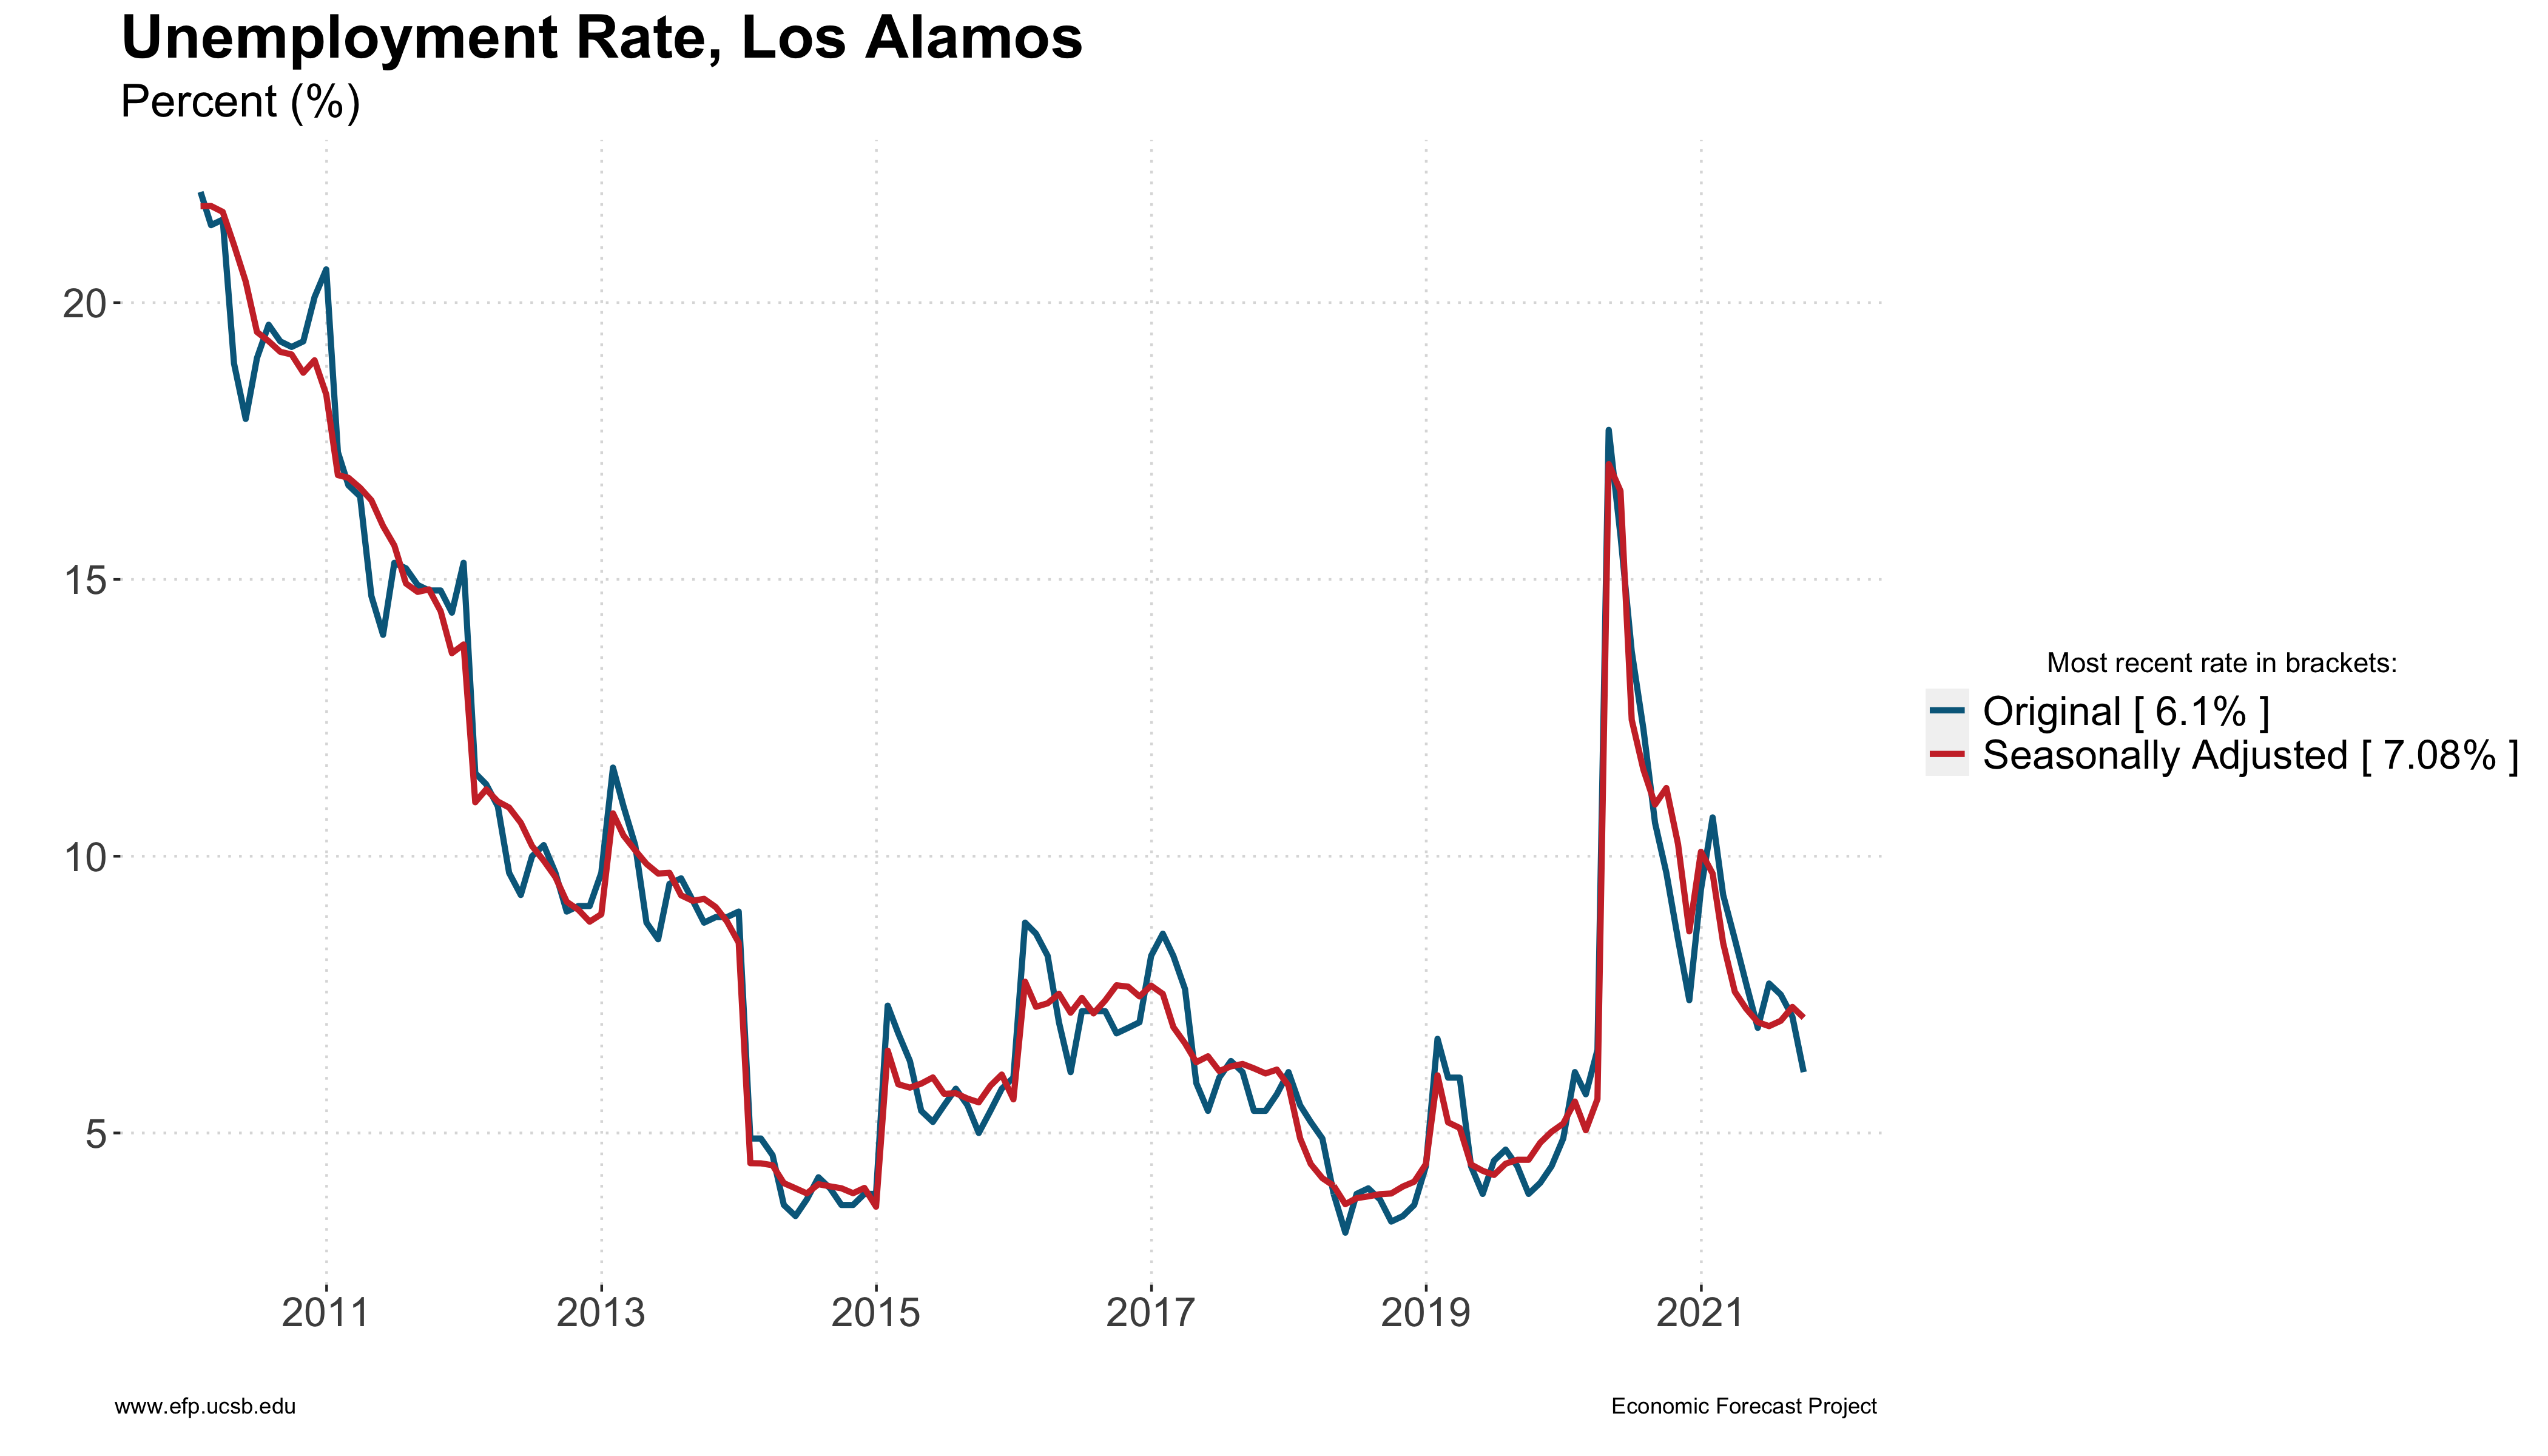 Unemployment Rate, Los Alamos
Percent (%)
20
15
10
5
2011 2013 2015 2017 2019 2021
Most recent rate in brackets:
Original [ 6.1% ]
Seasonally Adjusted [ 7.08% ]
www.efp.ucsb.edu
Economic Forecast Project